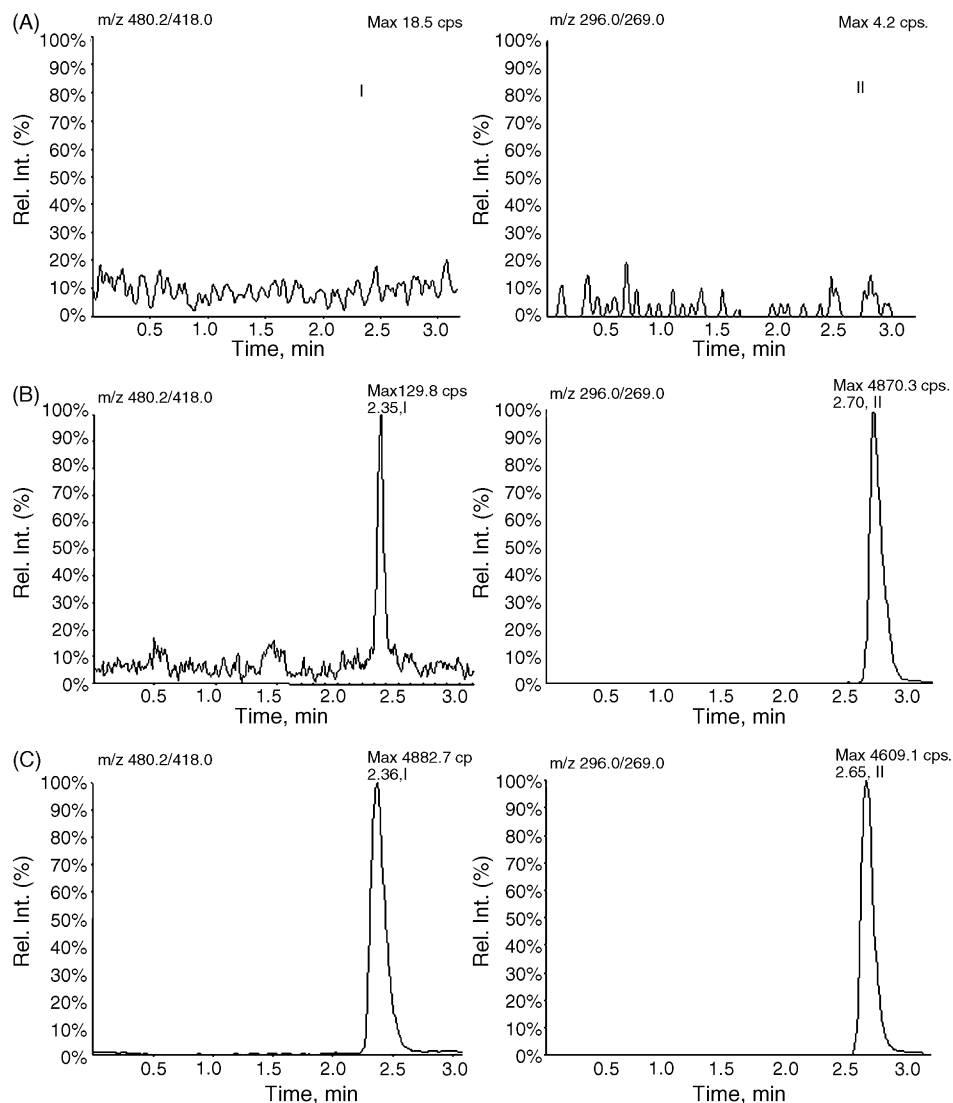 (A)
m/z 480.2/418.0
Max 18.5 cps
I
100%
90%
80%
70%
60%
50%
40%
30%
20%
10%
0%
Rel. Int. (%)
0.5 1.0 1.5 2.0 2.5 3.0
Time, min
m/z 296.0/269.0
Max 4.2 cps.
II
100%
90%
80%
70%
60%
50%
40%
30%
20%
10%
0%
Rel. Int. (%)
0.5 1.0 1.5 2.0 2.5 3.0
Time, min
(B)
m/z 480.2/418.0
Max129.8 cps
2.35,I
100%
90%
80%
70%
60%
50%
40%
30%
20%
10%
0%
Rel. Int. (%)
0.5 1.0 1.5 2.0 2.5 3.0
Time, min
m/z 296.0/269.0
Max 4870.3 cps.
2.70, II
100%
90%
80%
70%
60%
50%
40%
30%
20%
10%
0%
Rel. Int. (%)
0.5 1.0 1.5 2.0 2.5 3.0
Time, min
(C)
m/z 480.2/418.0
Max 4882.7 cp
2.36,I
100%
90%
80%
70%
60%
50%
40%
30%
20%
10%
0%
Rel. Int. (%)
0.5 1.0 1.5 2.0 2.5 3.0
Time, min
m/z 296.0/269.0
Max 4609.1 cps.
2.65, II
100%
90%
80%
70%
60%
50%
40%
30%
20%
10%
0%
Rel. Int. (%)
0.5 1.0 1.5 2.0 2.5 3.0
Time, min